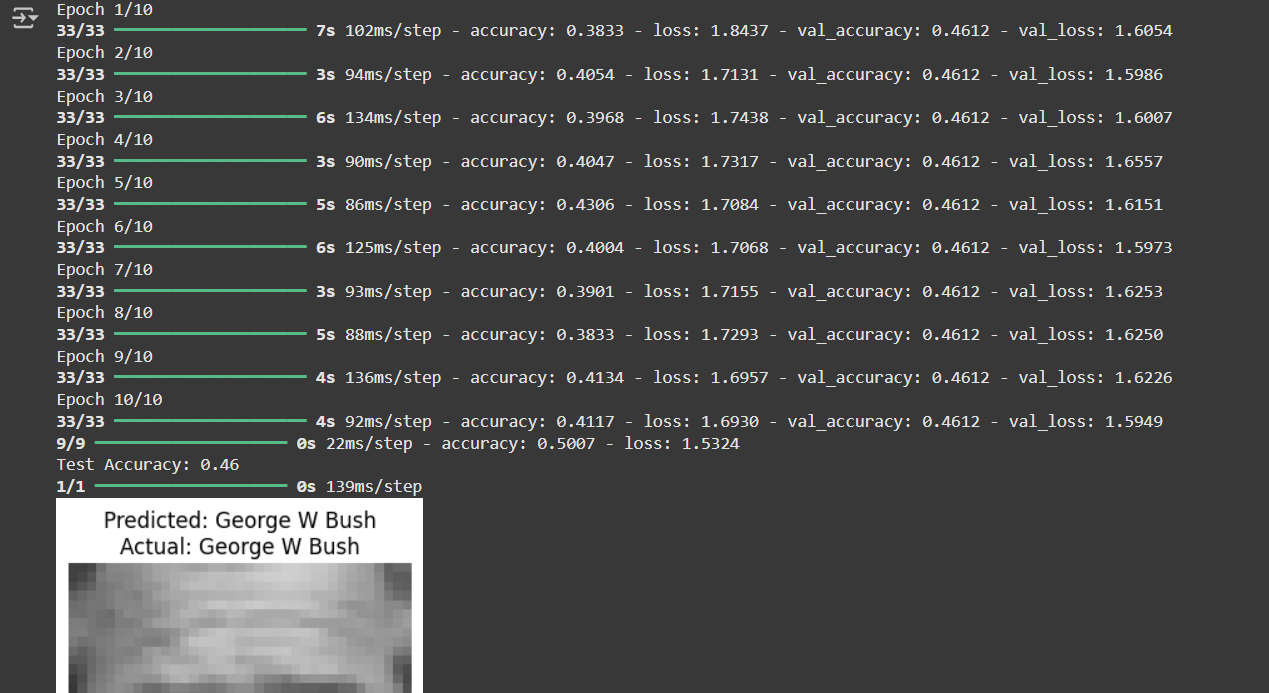 Epoch 1/10
33/33 7s 102ms/step - accuracy: 0.3833 - loss: 1.8437 - val_accuracy: 0.4612 - val_loss: 1.6054
Epoch 2/10
33/33 3s 94ms/step - accuracy: 0.4054 - loss: 1.7131 - val_accuracy: 0.4612 - val_loss: 1.5986
Epoch 3/10
33/33 6s 134ms/step - accuracy: 0.3968 - loss: 1.7438 - val_accuracy: 0.4612 - val_loss: 1.6007
Epoch 4/10
33/33 3s 90ms/step - accuracy: 0.4047 - loss: 1.7317 - val_accuracy: 0.4612 - val_loss: 1.6557
Epoch 5/10
33/33 5s 86ms/step - accuracy: 0.4306 - loss: 1.7084 - val_accuracy: 0.4612 - val_loss: 1.6151
Epoch 6/10
33/33 6s 125ms/step - accuracy: 0.4004 - loss: 1.7068 - val_accuracy: 0.4612 - val_loss: 1.5973
Epoch 7/10
33/33 3s 93ms/step - accuracy: 0.3901 - loss: 1.7155 - val_accuracy: 0.4612 - val_loss: 1.6253
Epoch 8/10
33/33 5s 88ms/step - accuracy: 0.3833 - loss: 1.7293 - val_accuracy: 0.4612 - val_loss: 1.6250
Epoch 9/10
33/33 4s 136ms/step - accuracy: 0.4134 - loss: 1.6957 - val_accuracy: 0.4612 - val_loss: 1.6226
Epoch 10/10
33/33 4s 92ms/step - accuracy: 0.4117 - loss: 1.6930 - val_accuracy: 0.4612 - val_loss: 1.5949
9/9 0s 22ms/step - accuracy: 0.5007 - loss: 1.5324
Test Accuracy: 0.46
1/1 0s 139ms/step
Predicted: George W Bush
Actual: George W Bush